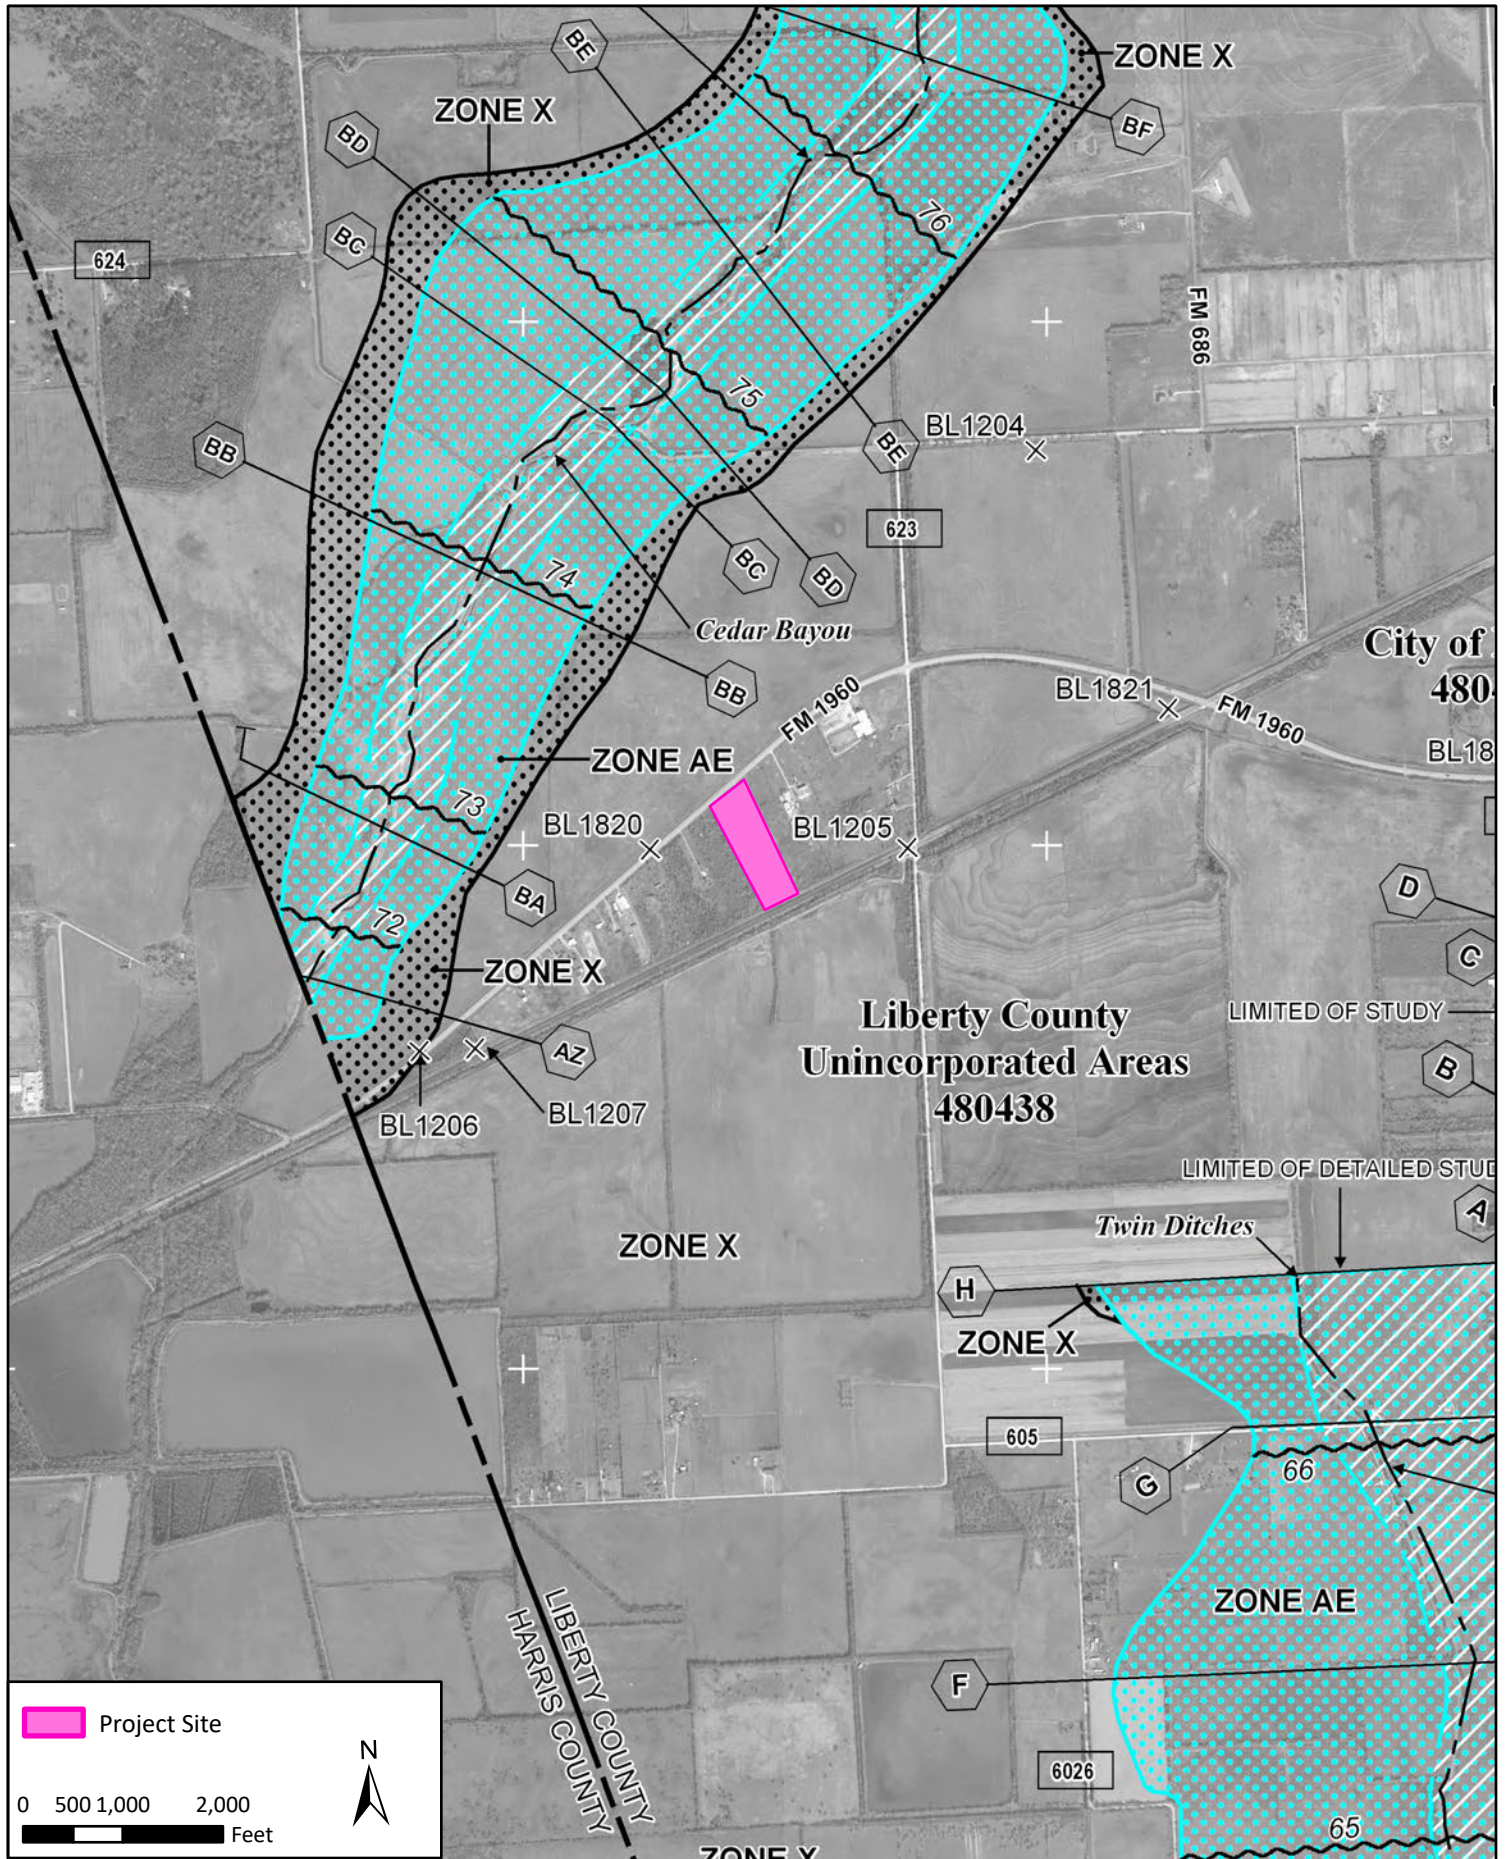 BE
ZONE X
ZONE X
BD
BF
BC
624
76
FM 686
75
BB
BE
BL1204
623
74
BC
BD
Cedar Bayou
City of
480
BB
FM 1960
BL1821
FM 1960
ZONE AE
BL18
73
BL1820
BL1205
BA
72
D
ZONE X
C
Liberty County
Unincorporated Areas
480438
LIMITED OF STUDY
AZ
B
BL1206
BL1207
LIMITED OF DETAILED STUD
A
Twin Ditches
ZONE X
H
ZONE X
605
66
G
ZONE AE
LIBERTY COUNTY
HARRIS COUNTY
F
6026
65
ZONE X
Project Site
N
0 500 1,000 2,000
Feet